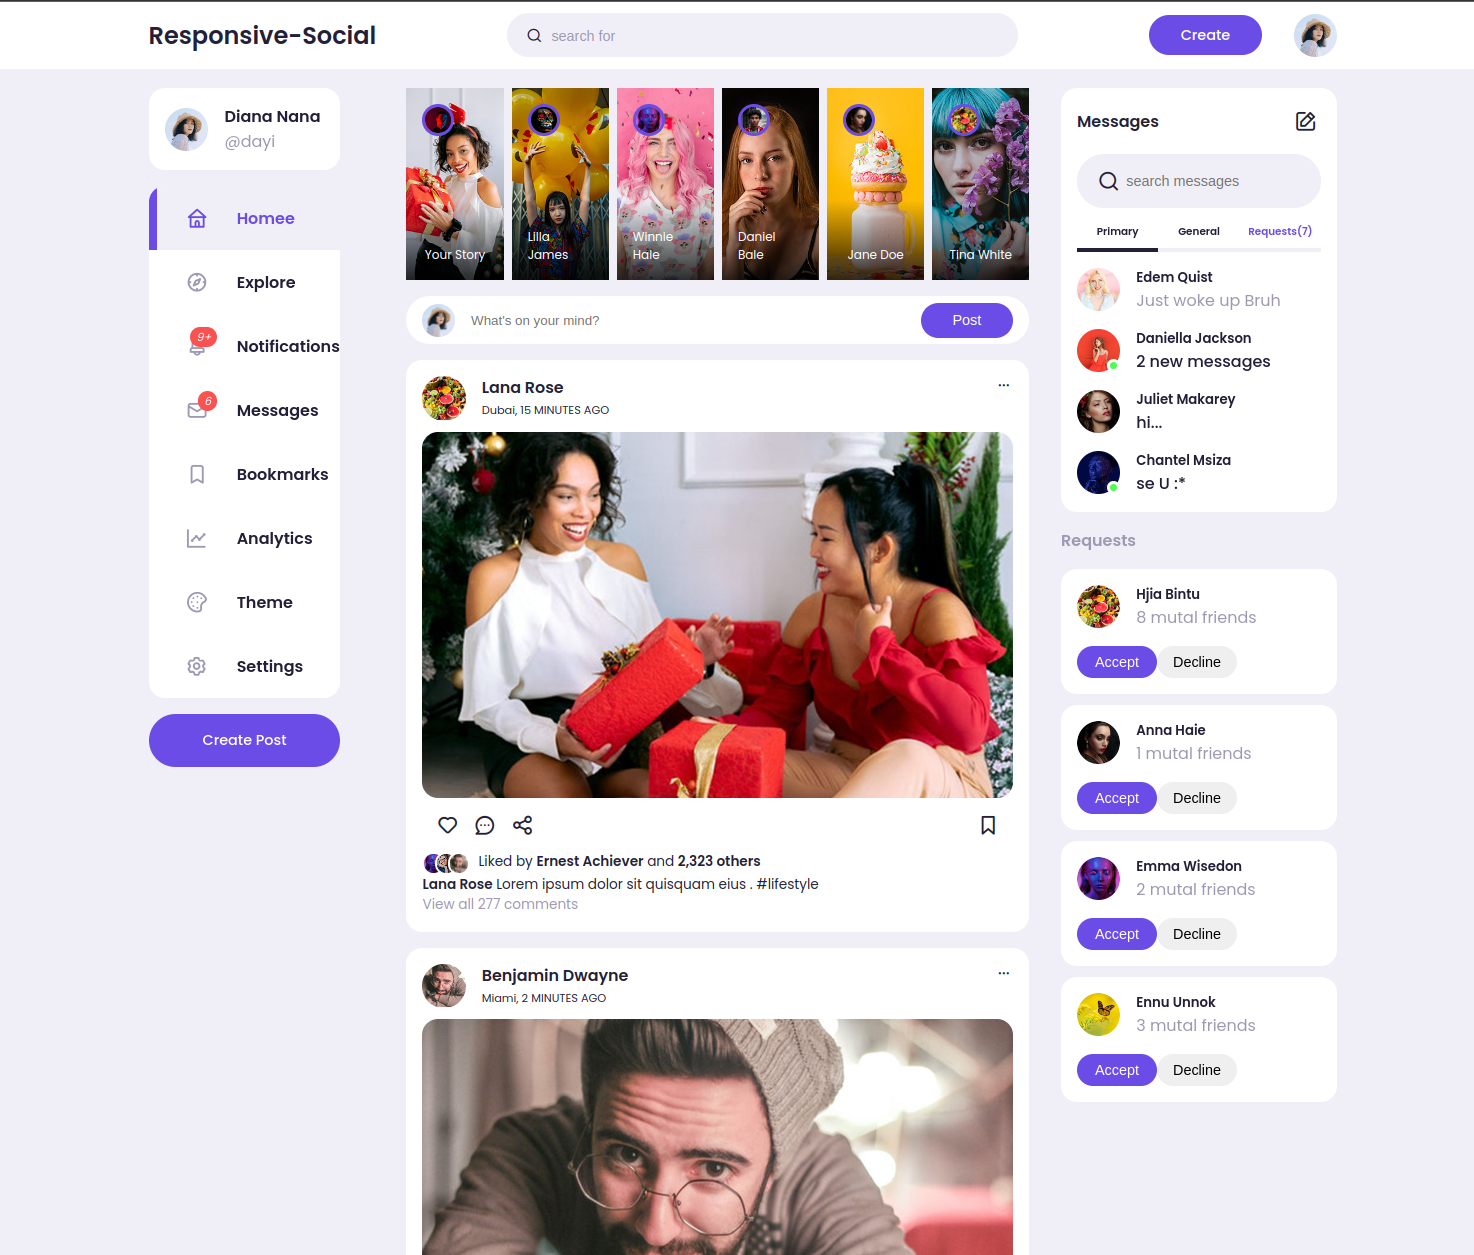 Responsive-Social
search for
Create
Diana Nana
@dayi
Homee
Explore
9+
Notifications
6
Messages
Bookmarks
Analytics
Theme
Settings
Create Post
Your Story
Lilla
James
Winnie
Hale
Daniel
Bale
Jane Doe
Tina White
What's on your mind?
Post
Lana Rose
Dubai, 15 MINUTES AGO
Liked by Ernest Achiever and 2,323 others
Lana Rose Lorem ipsum dolor sit quisquam eius . #lifestyle
View all 277 comments
Benjamin Dwayne
Miami, 2 MINUTES AGO
Messages
search messages
Primary General Requests(7)
Edem Quist
Just woke up Bruh
Daniella Jackson
2 new messages
Juliet Makarey
hi...
Chantel Msiza
se U :*
Requests
Hjia Bintu
8 mutal friends
Accept Decline
Anna Haie
1 mutal friends
Accept Decline
Emma Wisedon
2 mutal friends
Accept Decline
Ennu Unnok
3 mutal friends
Accept Decline